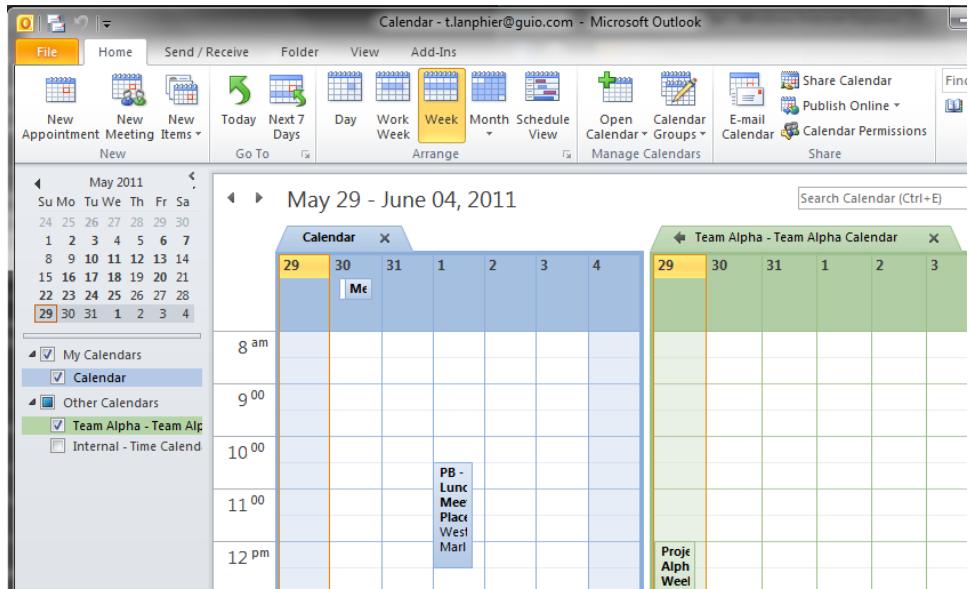 Calendar - t.lanphier@guio.com - Microsoft Outlook
File Home Send / Receive Folder View Add-Ins
New Appointment
New Meeting
New Items
Today
Next 7 Days
Day
Work Week
Week
Month
Schedule View
Open Calendar
Calendar Groups
E-mail Calendar
Share Calendar
Publish Online
Calendar Permissions
Find
New
Go To
Arrange
Manage Calendars
Share
May 2011
Su Mo Tu We Th Fr Sa
24 25 26 27 28 29 30
1 2 3 4 5 6 7
8 9 10 11 12 13 14
15 16 17 18 19 20 21
22 23 24 25 26 27 28
29 30 31 1 2 3 4
My Calendars
Calendar
Other Calendars
Team Alpha - Team Alp
Internal - Time Calend
May 29 - June 04, 2011
Search Calendar (Ctrl+E)
Calendar
29 30 31 1 2 3 4
Me
Team Alpha - Team Alpha Calendar
29 30 31 1 2 3
8 am
9 00
10 00
11 00
12 pm
PB -
Lunc
Mee
Place
West
Marl
Proje
Alph
Weel